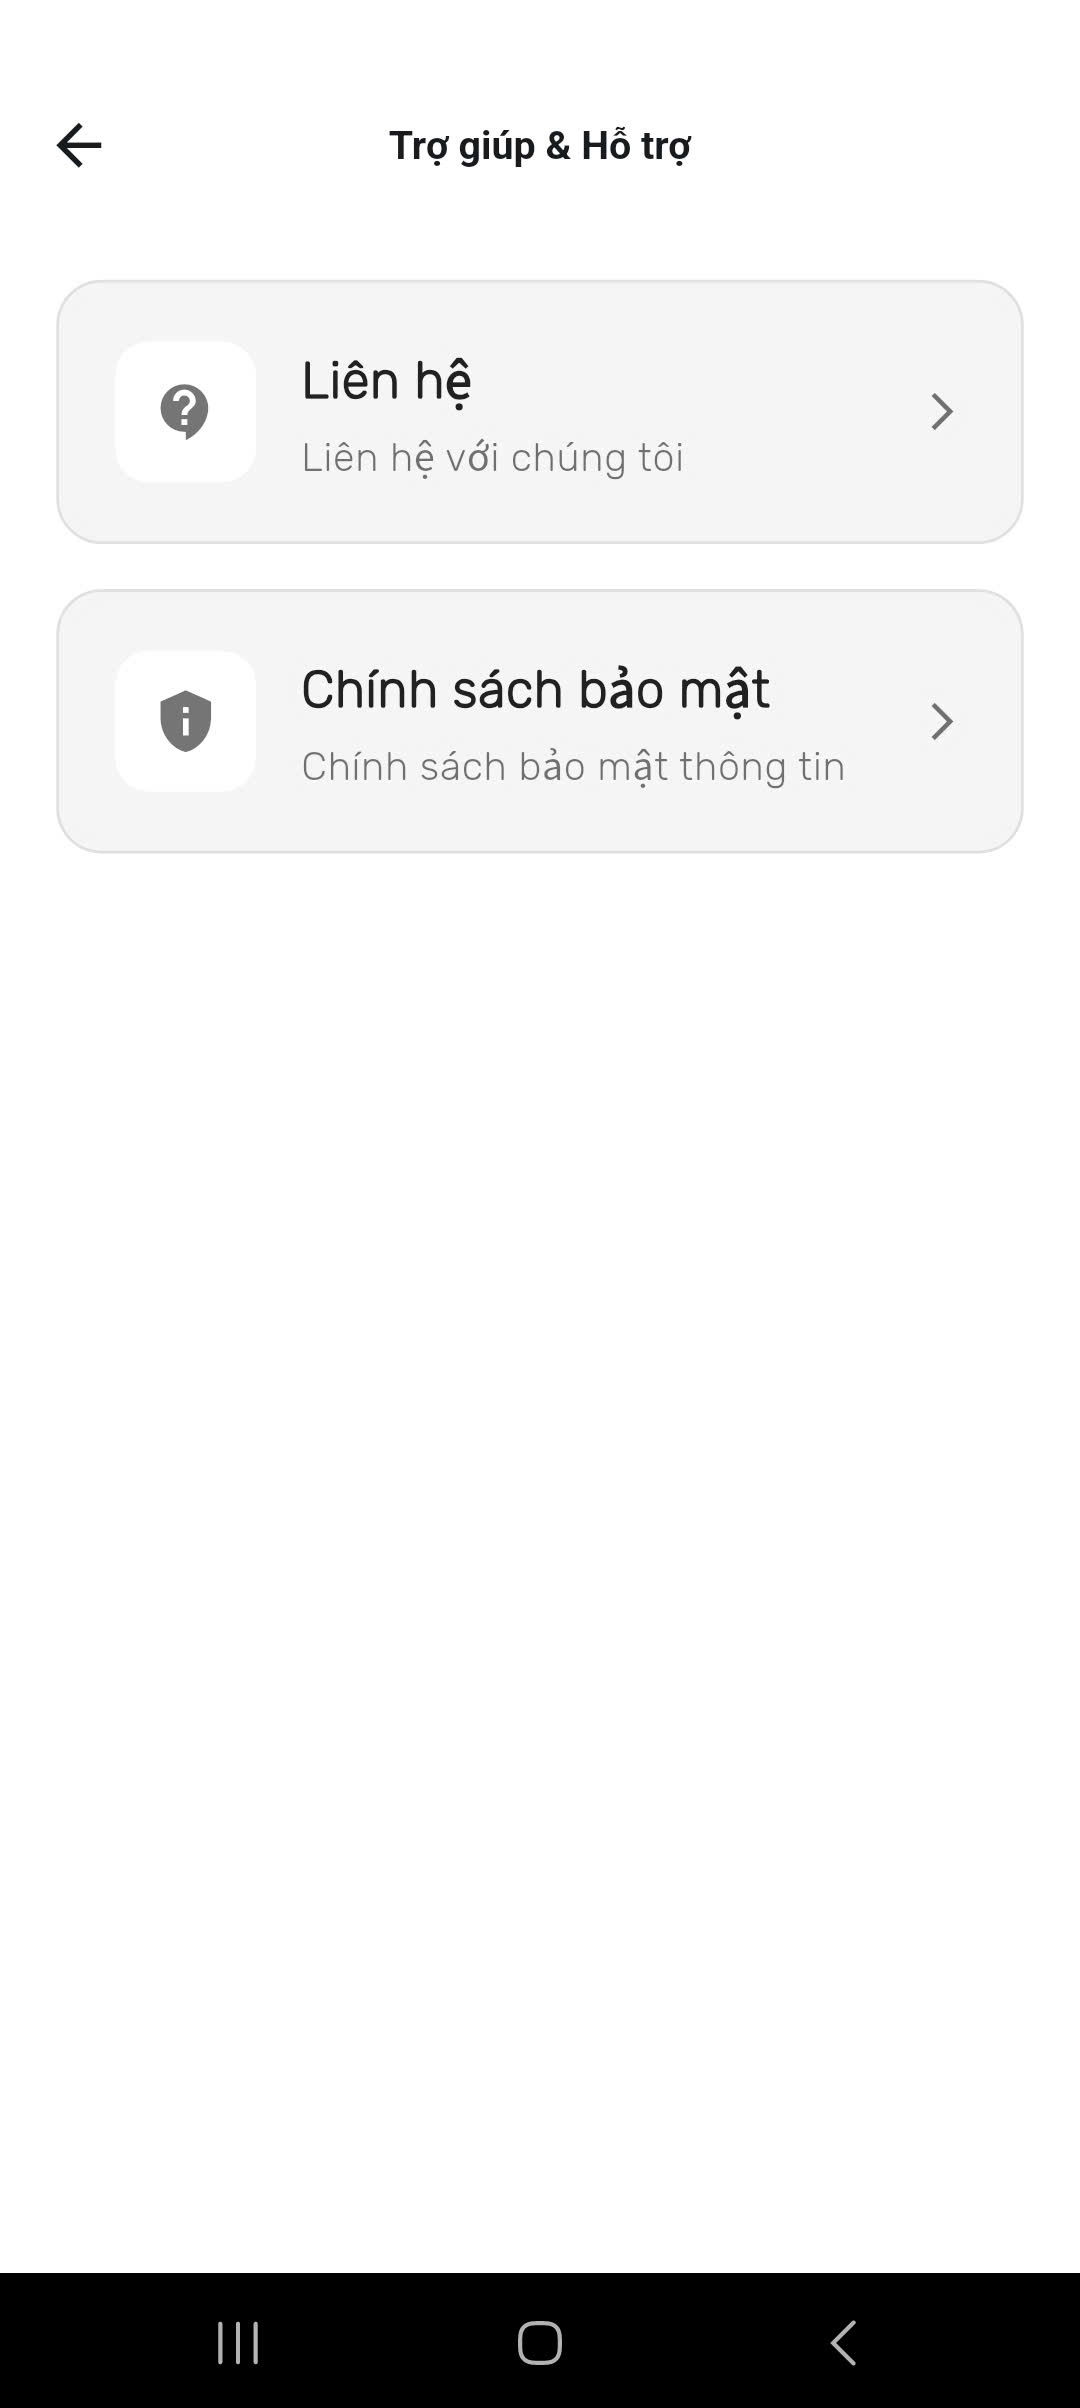 Trợ giúp & Hỗ trợ
Liên hệ
Liên hệ với chúng tôi
Chính sách bảo mật
Chính sách bảo mật thông tin